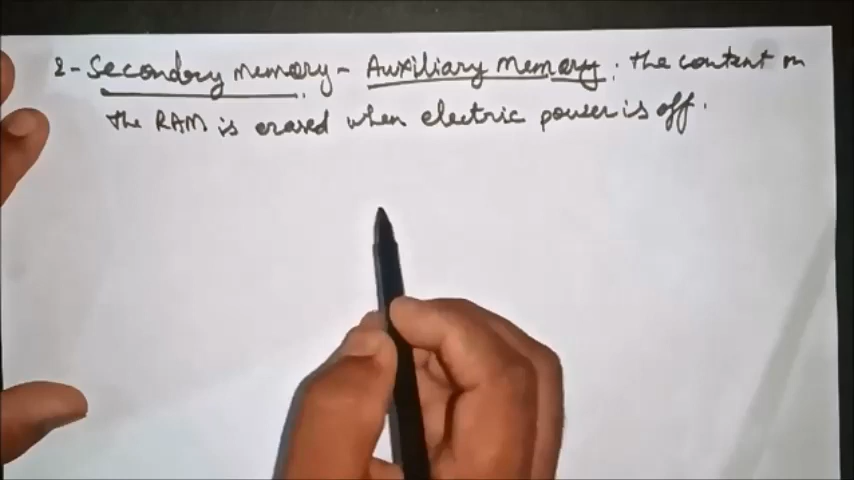 2- Secondary memory - Auxiliary memory: the content on
the RAM is erased when electric power is off.